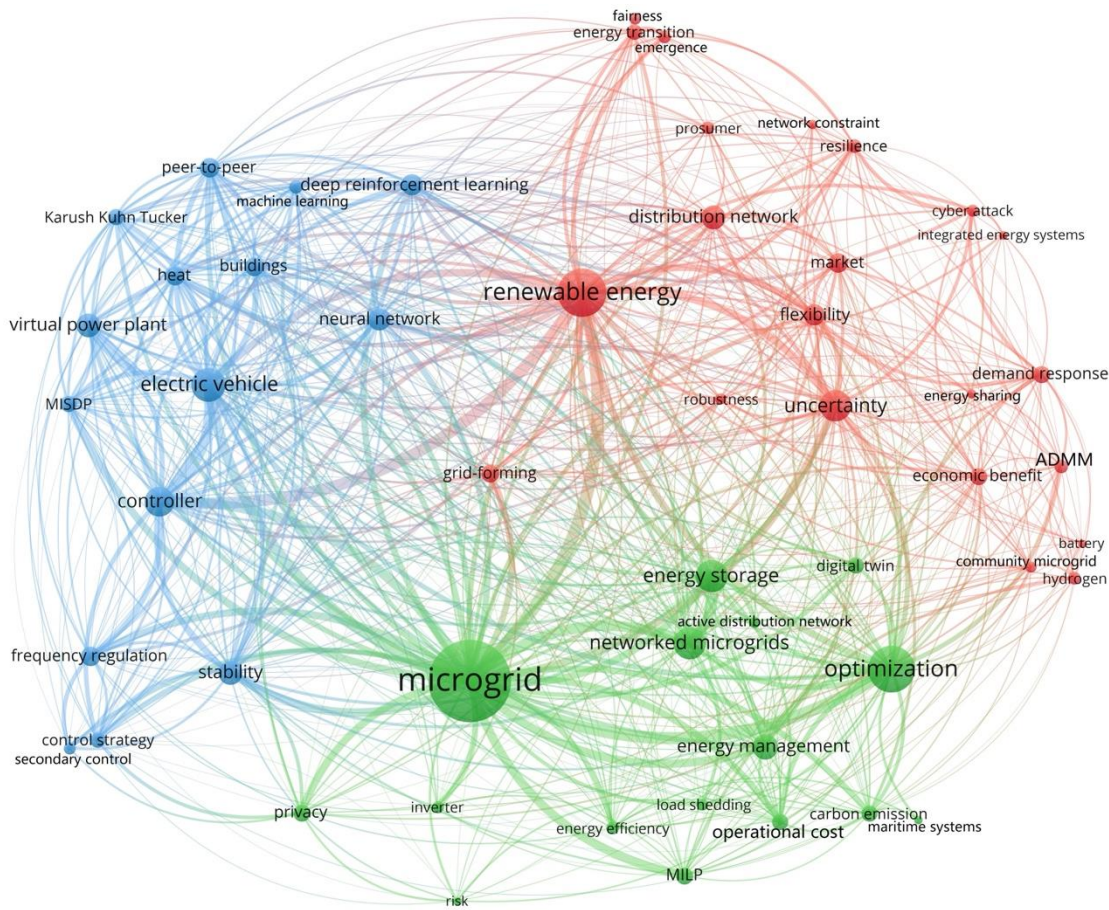 fairness
energy transition
emergence
prosumer
network constraint
resilience
peer-to-peer
deep reinforcement learning
machine learning
Karush Kuhn Tucker
distribution network
cyber attack
integrated energy systems
heat
buildings
market
renewable energy
virtual power plant
neural network
flexibility
electric vehicle
demand response
MISDP
robustness
uncertainty
energy sharing
grid-forming
ADMM
economic benefit
controller
battery
community microgrid
hydrogen
energy storage
digital twin
active distribution network
networked microgrids
frequency regulation
stability
microgrid
optimization
control strategy
secondary control
energy management
privacy
inverter
load shedding
carbon emission
maritime systems
energy efficiency
operational cost
MILP
risk